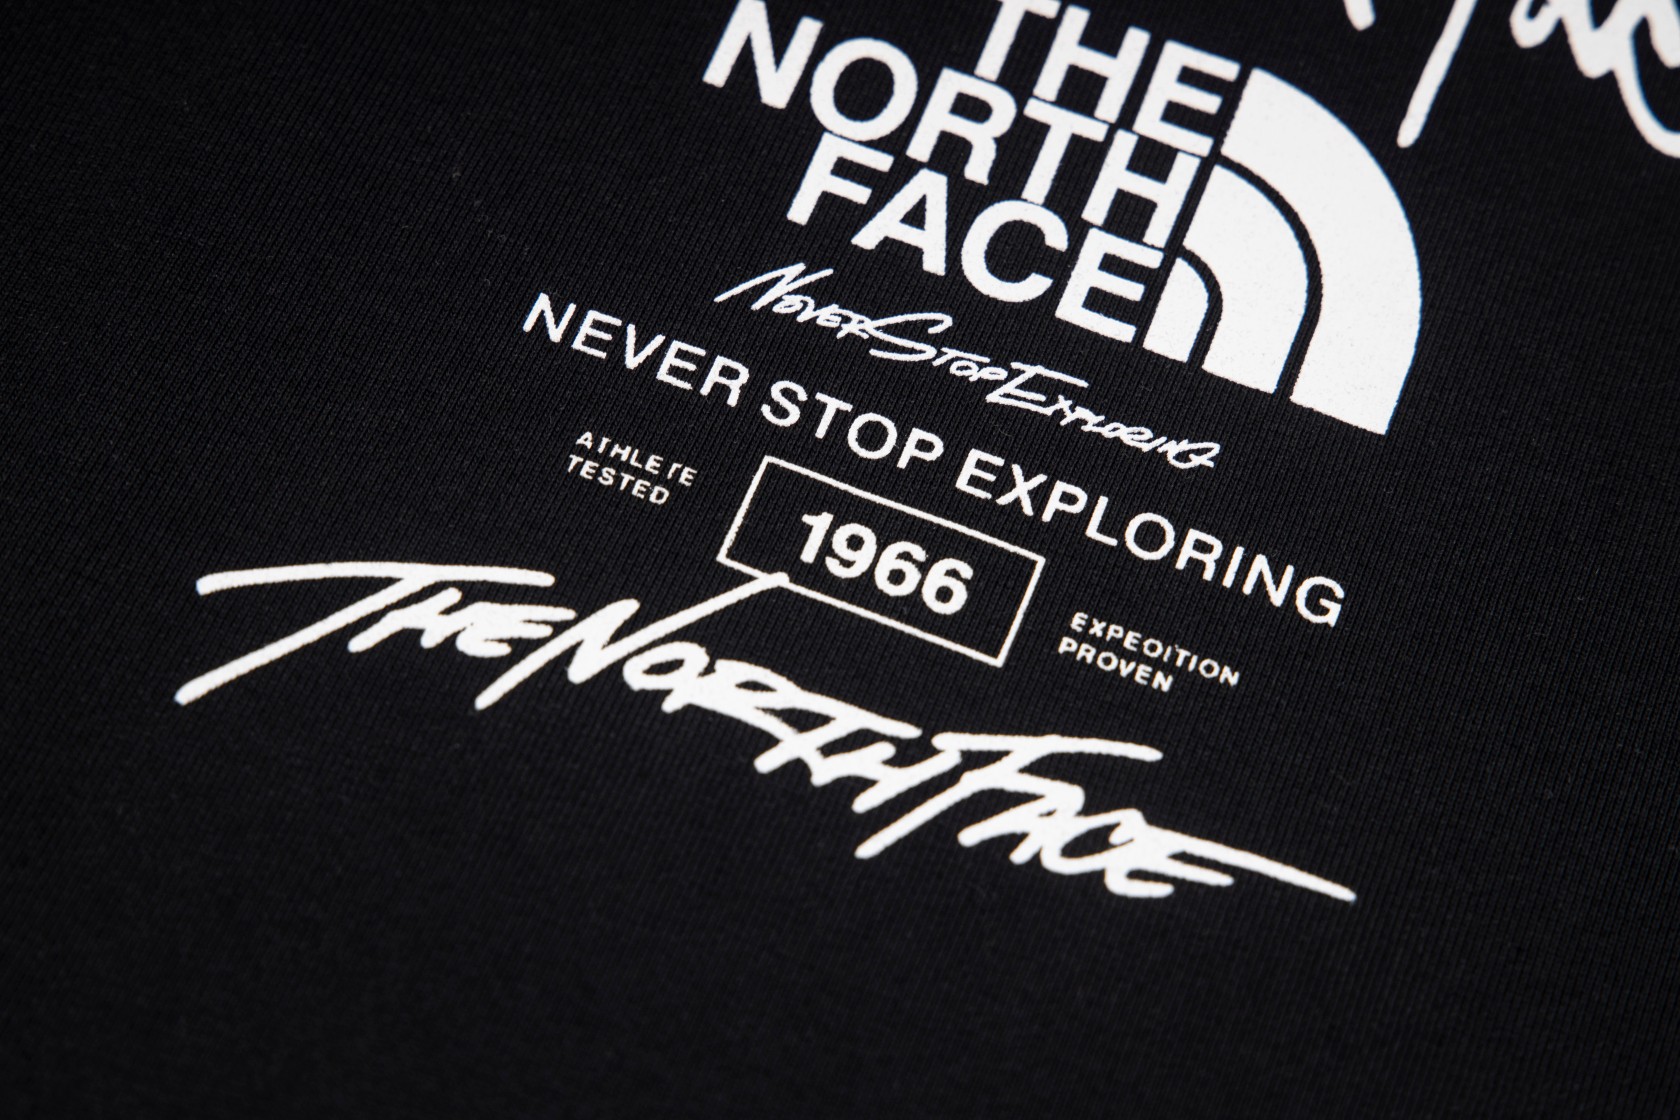 THE
NORTH
FACE
NEVER STOP EXPLORING
NEVER STOP EXPLORING
ATHLETE
TESTED
1966
EXPEDITION
PROVEN
THE NORTH FACE